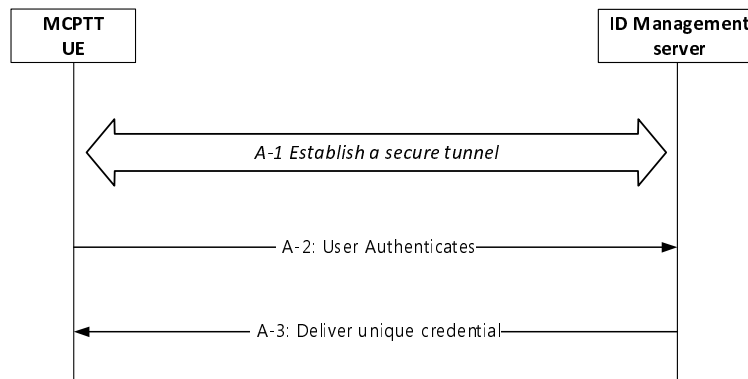 MCPTT
UE
ID Management
server
A-1 Establish a secure tunnel
A-2: User Authenticates
A-3: Deliver unique credential